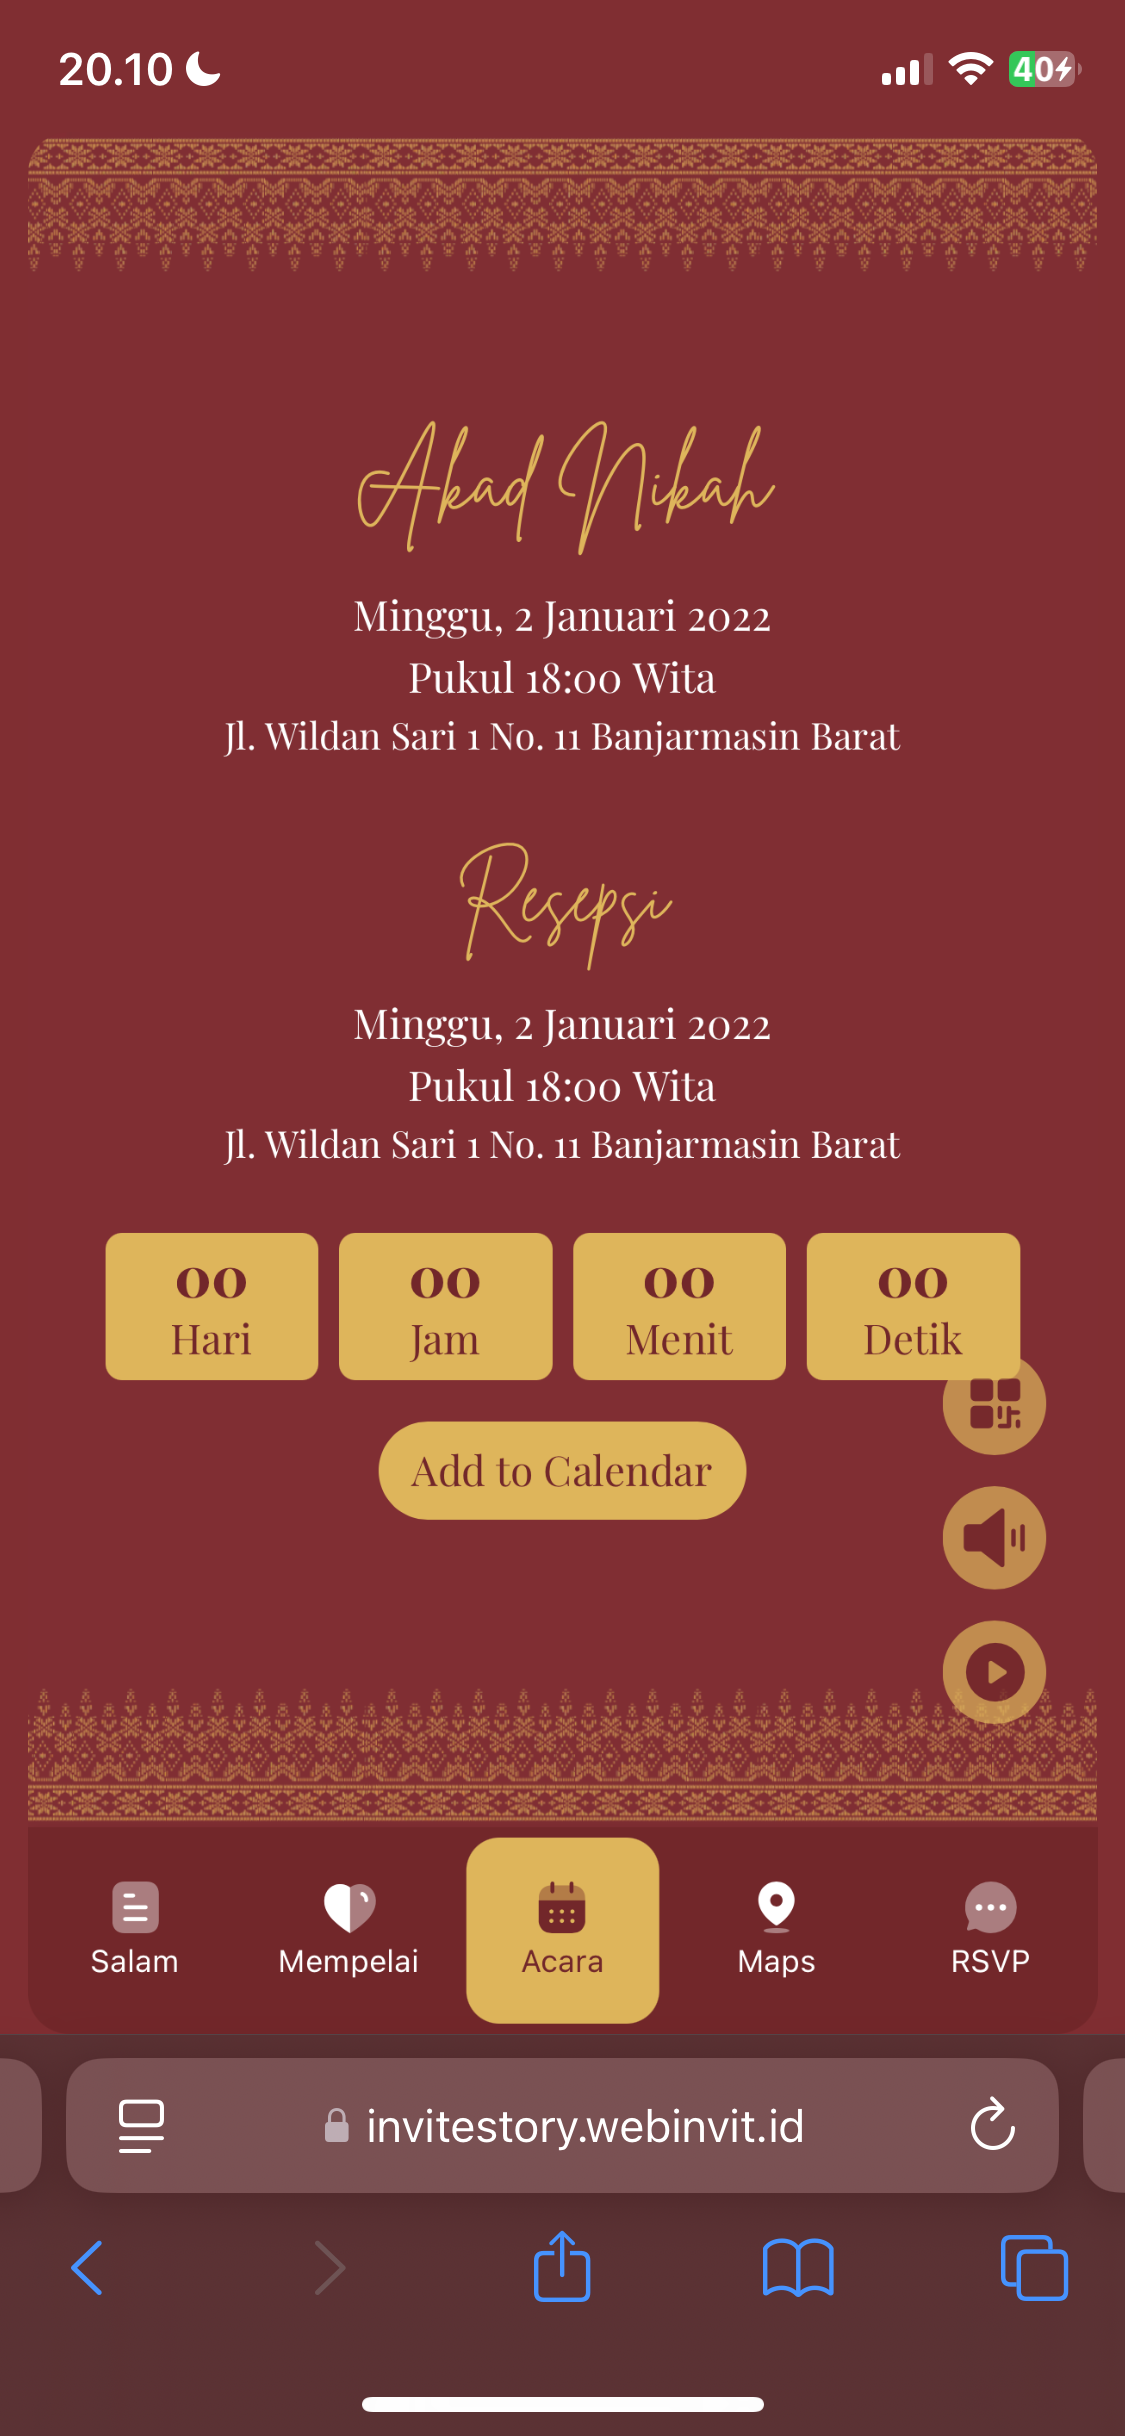 20.10
40
Akad Nikah
Minggu, 2 Januari 2022
Pukul 18:00 Wita
Jl. Wildan Sari 1 No. 11 Banjarmasin Barat
Resepsi
Minggu, 2 Januari 2022
Pukul 18:00 Wita
Jl. Wildan Sari 1 No. 11 Banjarmasin Barat
00 00 00 00
Hari Jam Menit Detik
Add to Calendar
Salam Mempelai Acara Maps RSVP
invitestory.webinvit.id